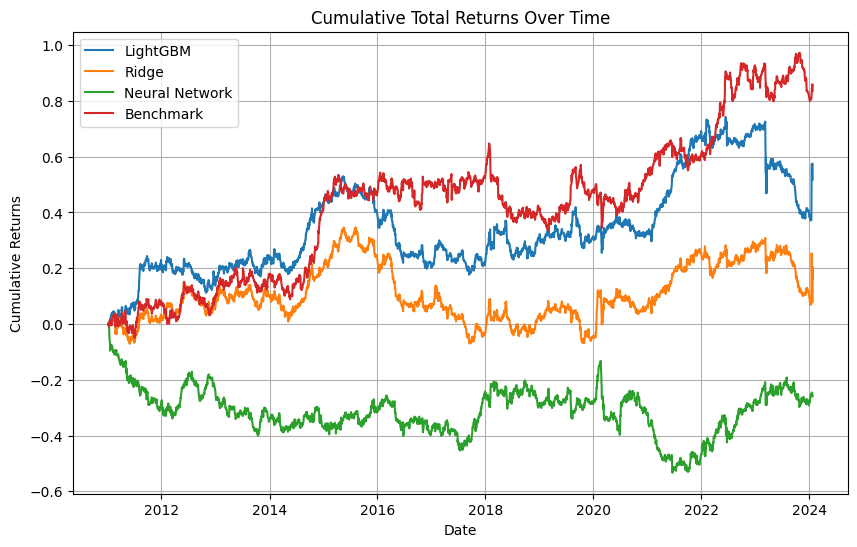 Cumulative Total Returns Over Time
LightGBM
Ridge
Neural Network
Benchmark
Cumulative Returns
1.0
0.8
0.6
0.4
0.2
0.0
−0.2
−0.4
−0.6
2012 2014 2016 2018 2020 2022 2024
Date